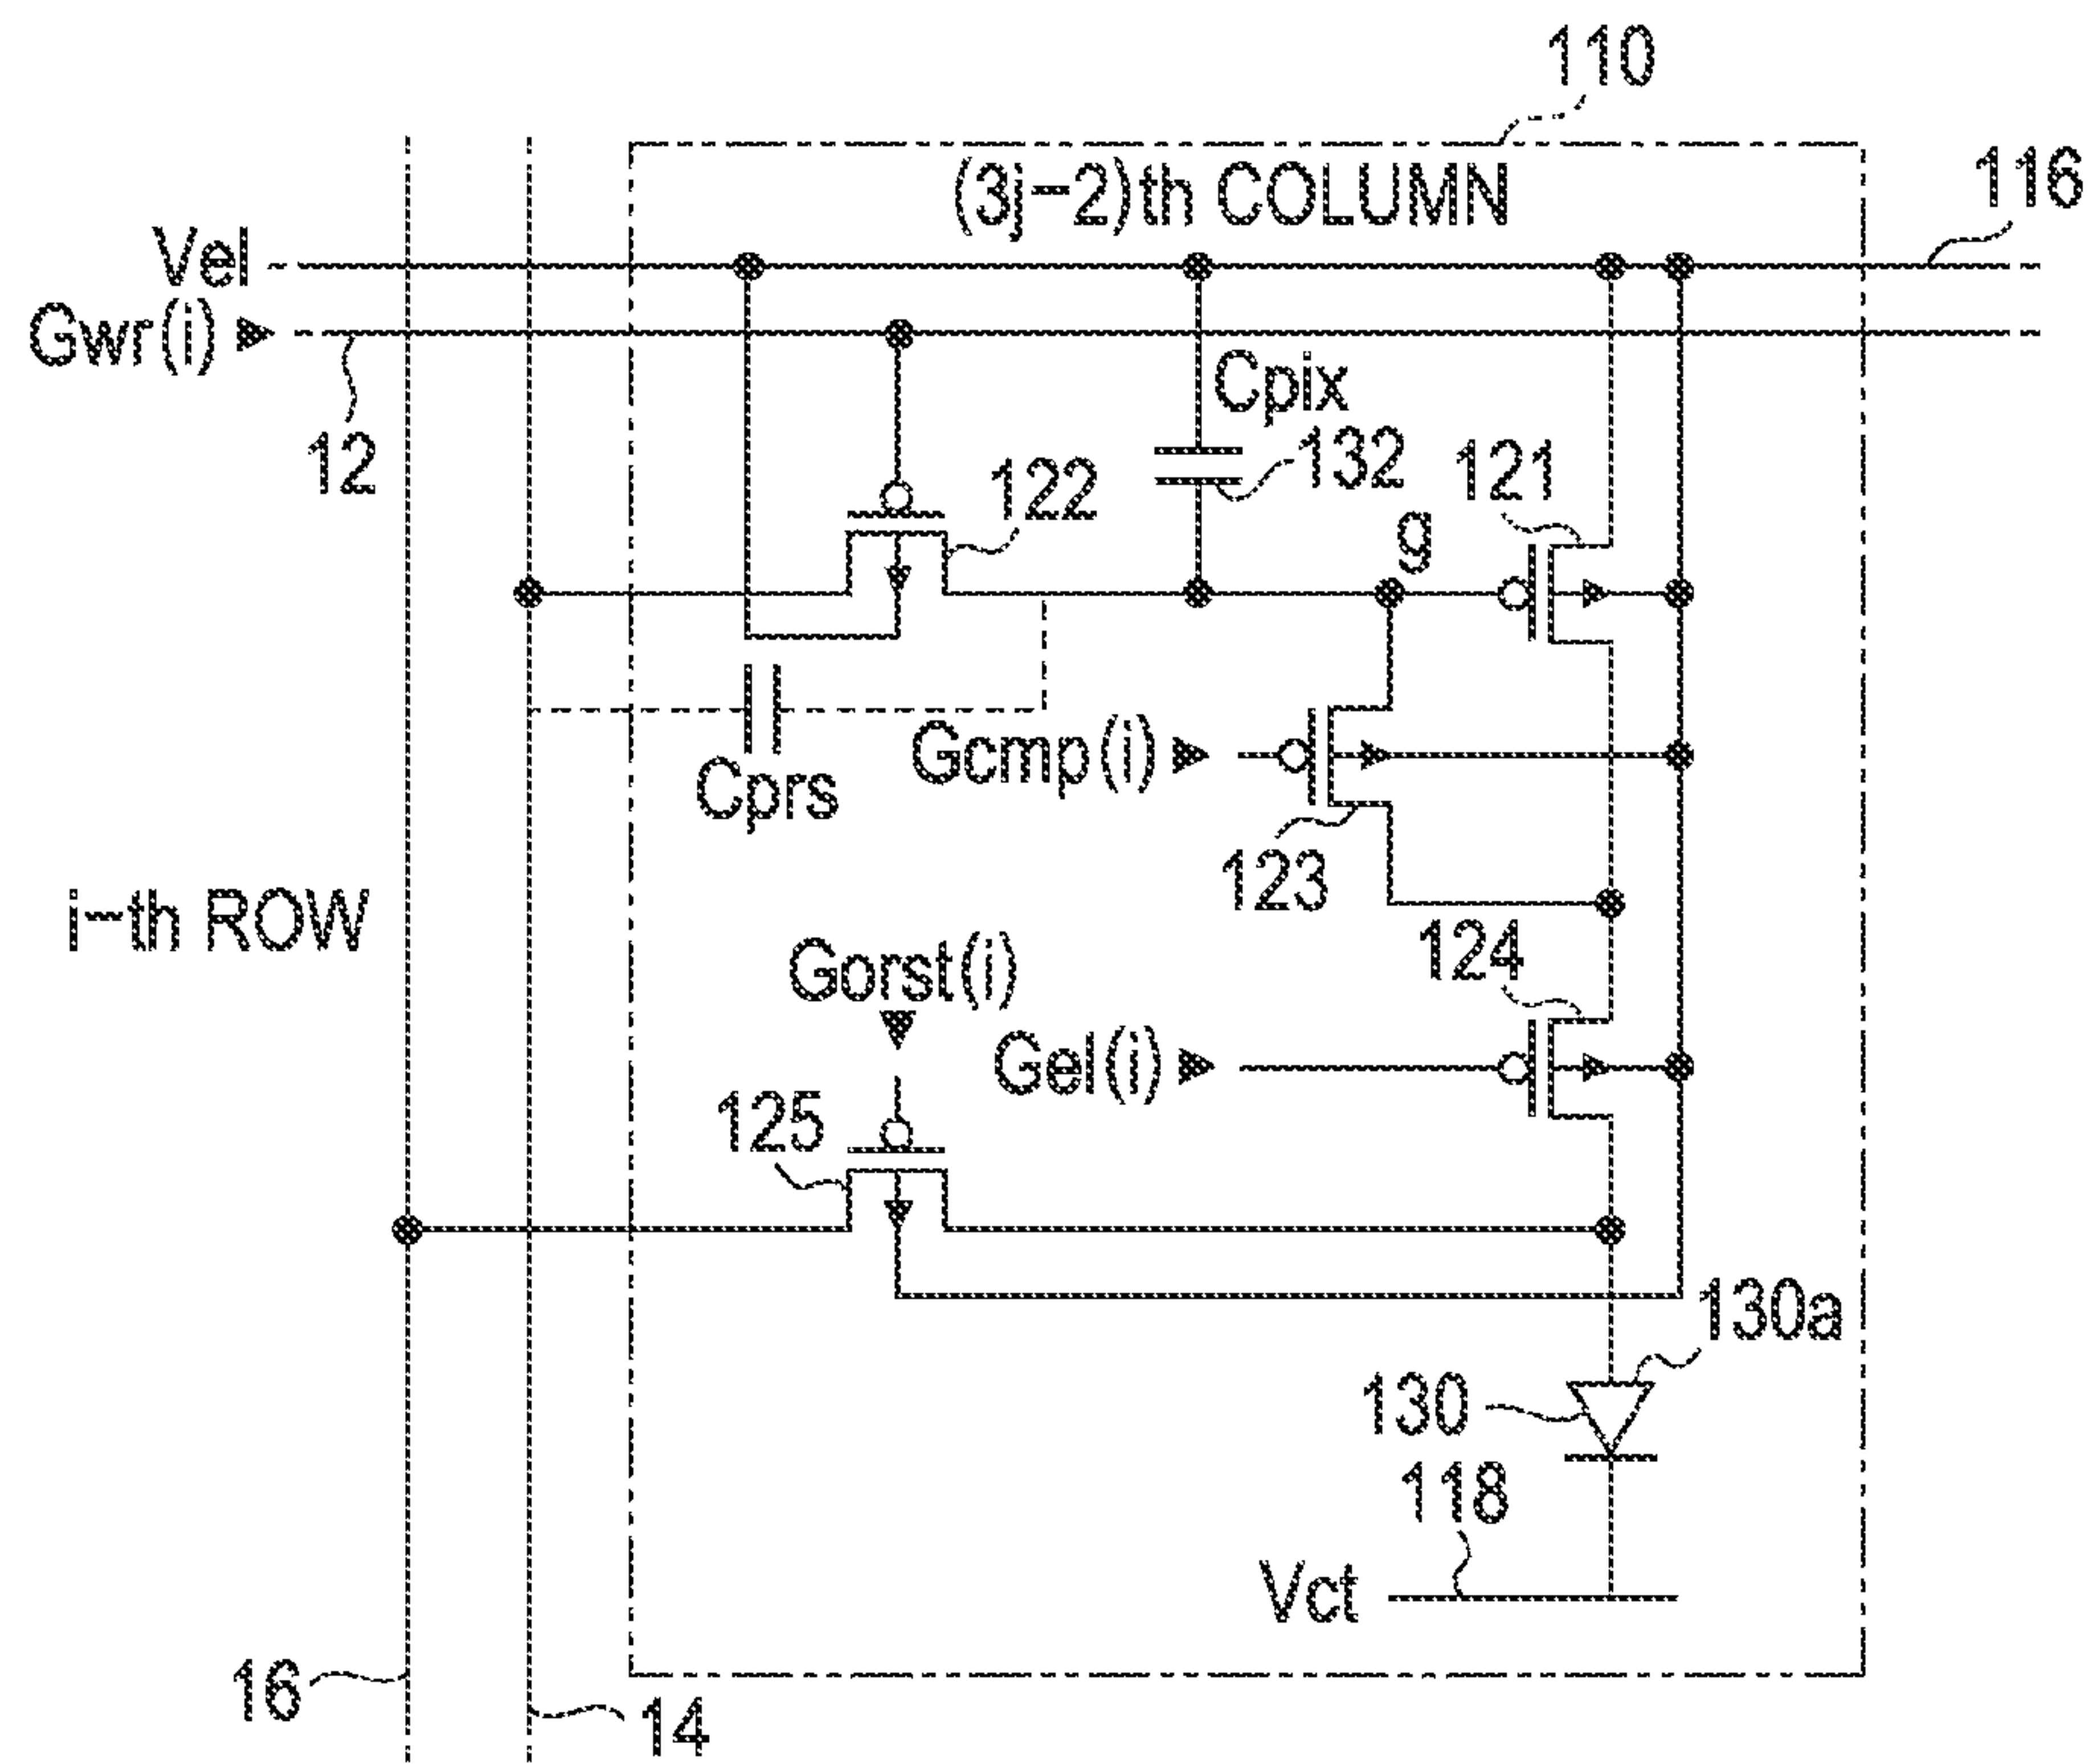 110
(3j-2)th COLUMN
116
Vel
Gwr(i)
12
Cpix
132
121
122
g
Gcmp(i)
Cprs
123
i-th ROW
124
Gorst(i)
Gel(i)
125
130a
130
118
Vct
16
14